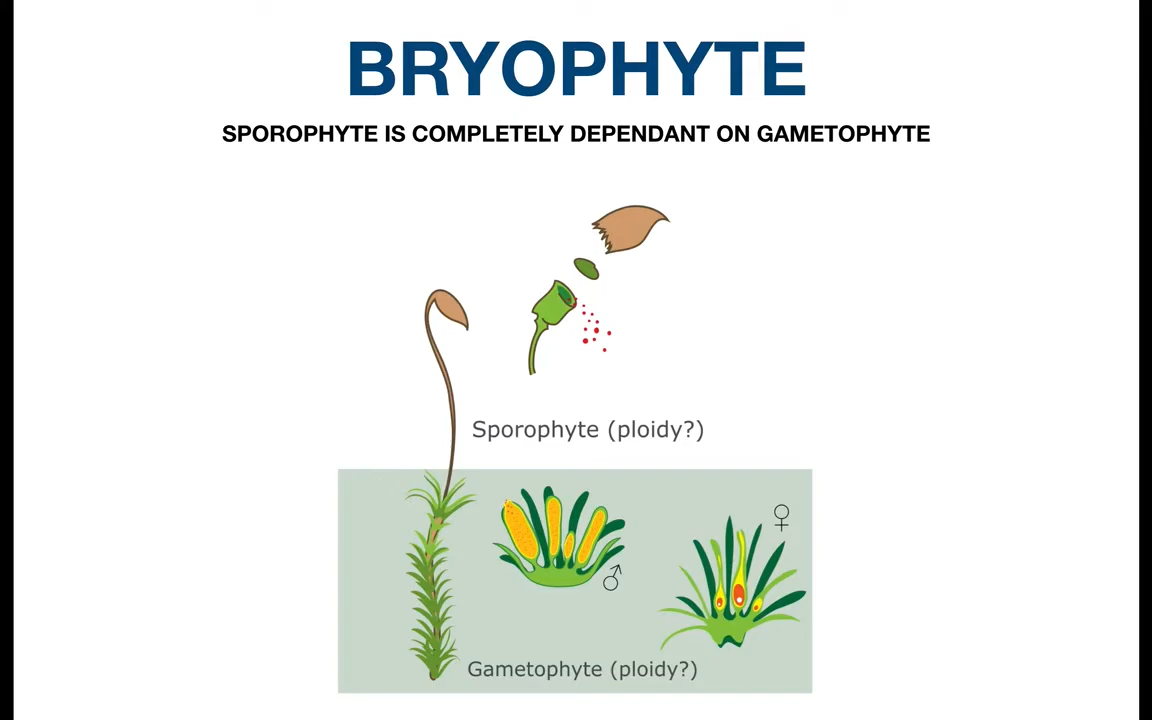 BRYOPHYTE
SPOROPHYTE IS COMPLETELY DEPENDANT ON GAMETOPHYTE
Sporophyte (ploidy?)
♀
♂
Gametophyte (ploidy?)